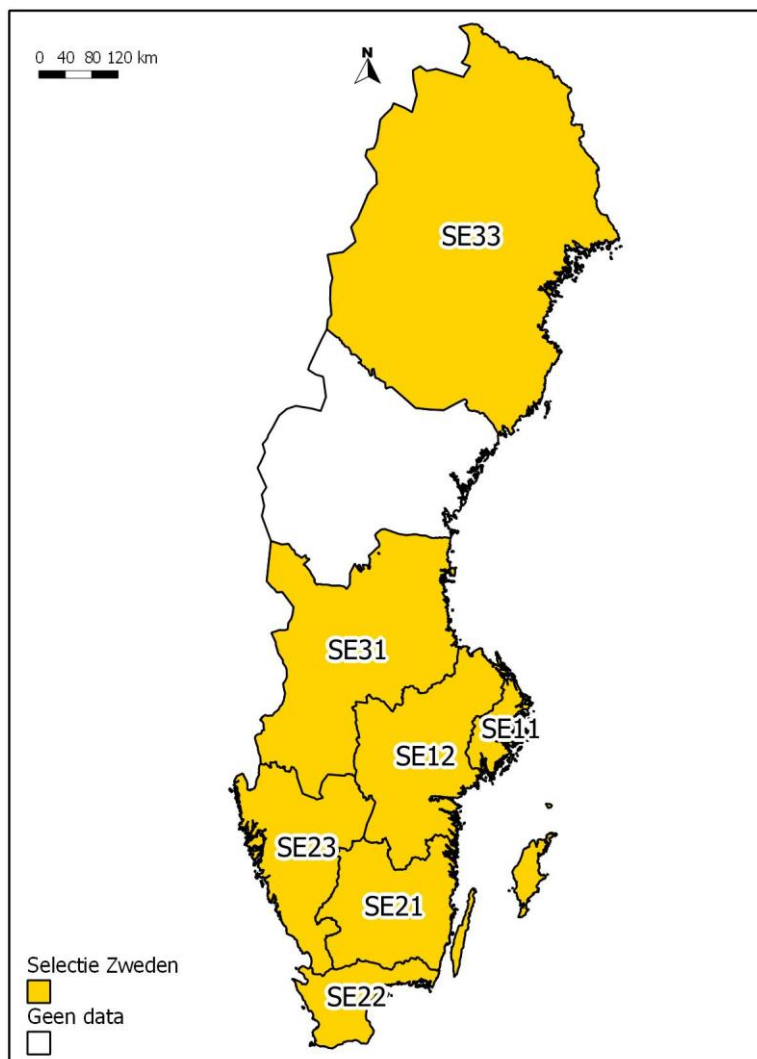 N
0 40 80 120 km
SE33
SE31
SE11
SE12
SE23
SE21
SE22
Selectie Zweden
Geen data